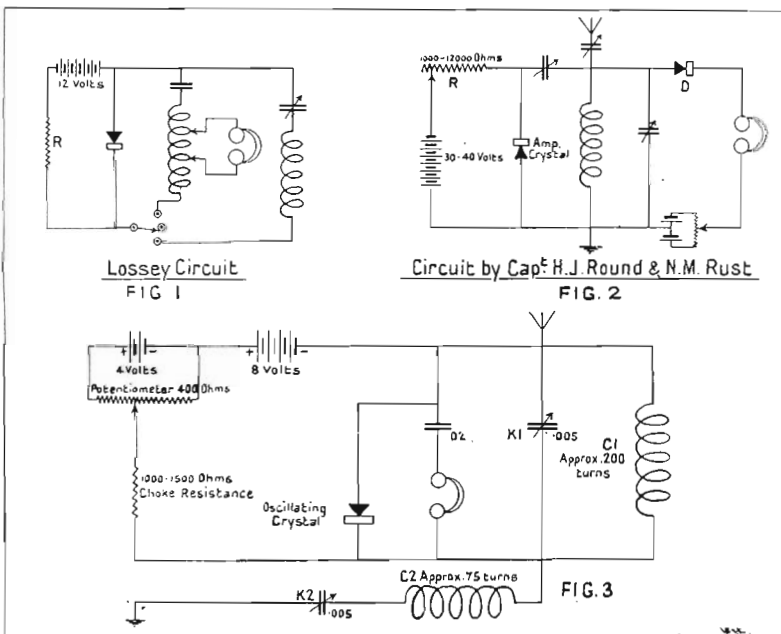 12 Volts
R
Lossey Circuit
FIG 1
1000-12000 Ohms
R
30-40 Volts
Amp.
Crystal
D
Circuit by Capt. H.J. Round & N.M. Rust
FIG. 2
+ -
4 Volts
+ -
8 Volts
Potentiometer 400 Ohms
1000-1500 Ohms
Choke Resistance
Oscillating
Crystal
02
K1
.005
C1
Approx. 200
turns
C2 Approx. 75 turns
K2
.005
FIG. 3